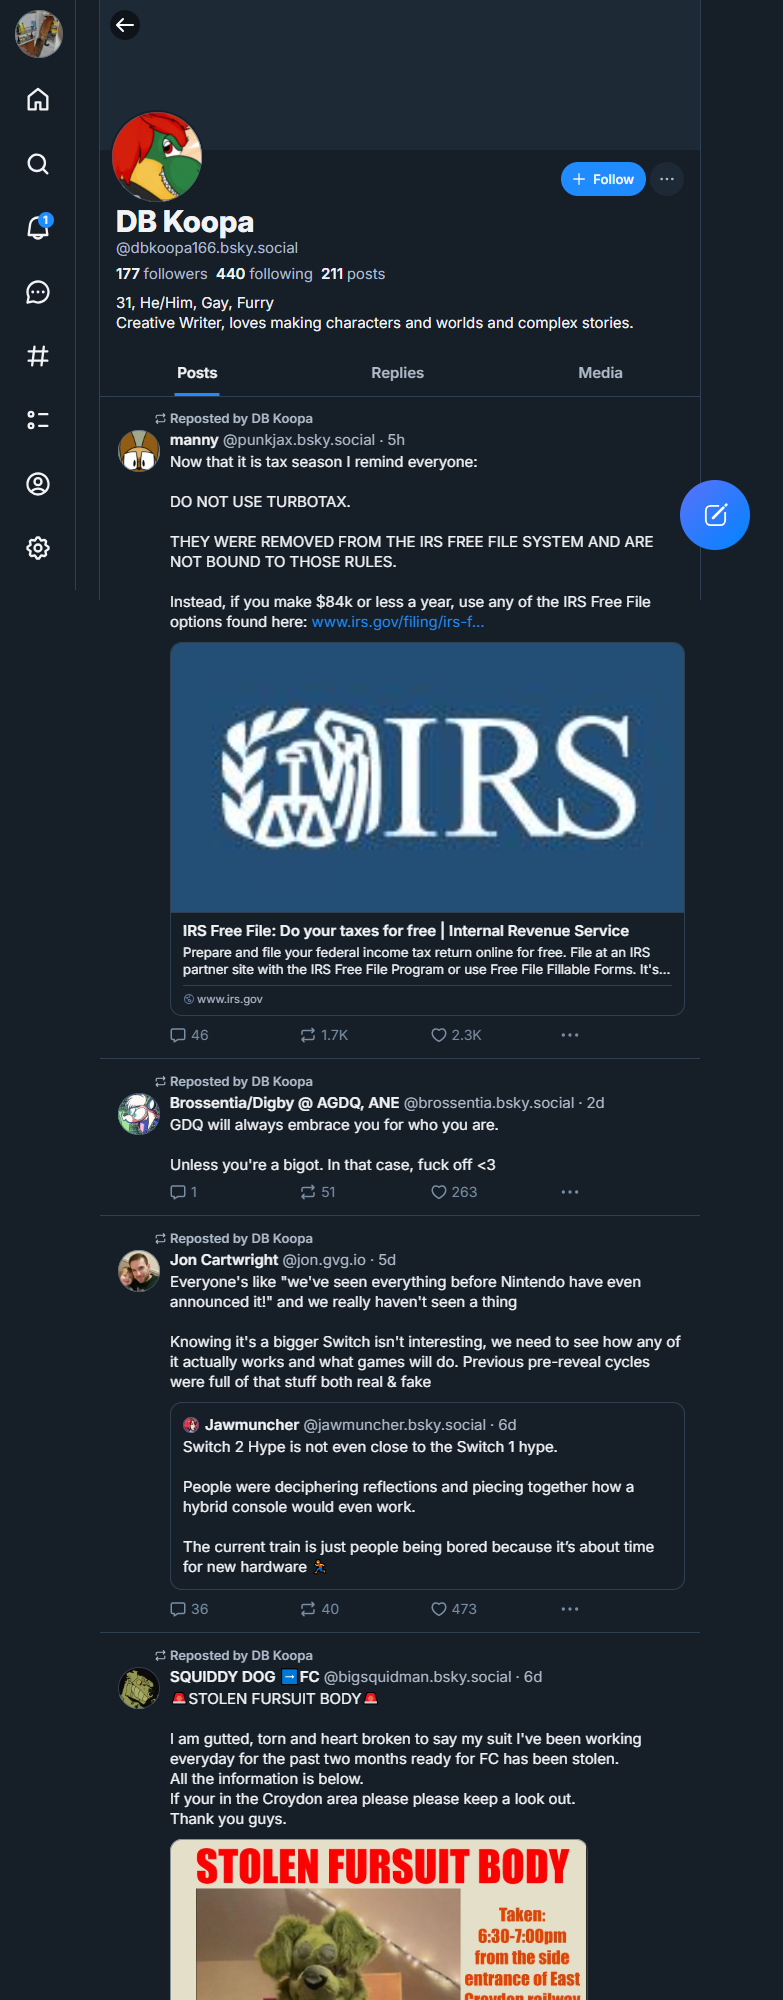 1
+ Follow
DB Koopa
@dbkoopa166.bsky.social
177 followers 440 following 211 posts
31, He/Him, Gay, Furry
Creative Writer, loves making characters and worlds and complex stories.
Posts Replies Media
Reposted by DB Koopa
manny @punkjax.bsky.social · 5h
Now that it is tax season I remind everyone:
DO NOT USE TURBOTAX.
THEY WERE REMOVED FROM THE IRS FREE FILE SYSTEM AND ARE
NOT BOUND TO THOSE RULES.
Instead, if you make $84k or less a year, use any of the IRS Free File
options found here: www.irs.gov/filing/irs-f...
IRS
IRS Free File: Do your taxes for free | Internal Revenue Service
Prepare and file your federal income tax return online for free. File at an IRS
partner site with the IRS Free File Program or use Free File Fillable Forms. It's...
www.irs.gov
46 1.7K 2.3K
Reposted by DB Koopa
Brossentia/Digby @ AGDQ, ANE @brossentia.bsky.social · 2d
GDQ will always embrace you for who you are.
Unless you're a bigot. In that case, fuck off <3
1 51 263
Reposted by DB Koopa
Jon Cartwright @jon.gvg.io · 5d
Everyone's like "we've seen everything before Nintendo have even
announced it!" and we really haven't seen a thing
Knowing it's a bigger Switch isn't interesting, we need to see how any of
it actually works and what games will do. Previous pre-reveal cycles
were full of that stuff both real & fake
Jawmuncher @jawmuncher.bsky.social · 6d
Switch 2 Hype is not even close to the Switch 1 hype.
People were deciphering reflections and piecing together how a
hybrid console would even work.
The current train is just people being bored because it's about time
for new hardware 🏃
36 40 473
Reposted by DB Koopa
SQUIDDY DOG ➡️FC @bigsquidman.bsky.social · 6d
🚨STOLEN FURSUIT BODY🚨
I am gutted, torn and heart broken to say my suit I've been working
everyday for the past two months ready for FC has been stolen.
All the information is below.
If your in the Croydon area please please keep a look out.
Thank you guys.
STOLEN FURSUIT BODY
Taken:
6:30-7:00pm
from the side
entrance of East
Croydon railway